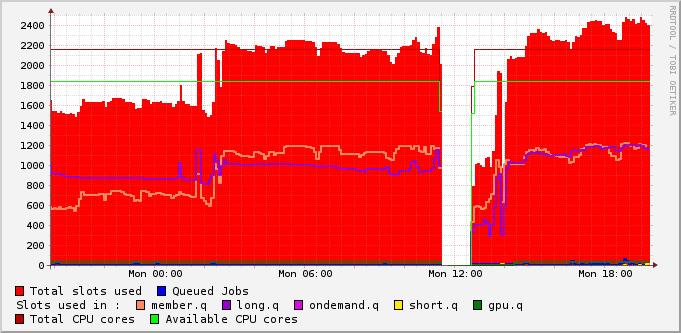 RRDTOOL / TOBI OETIKER
2400
2200
2000
1800
1600
1400
1200
1000
800
600
400
200
0
Mon 00:00 Mon 06:00 Mon 12:00 Mon 18:00
Total slots used Queued Jobs
Slots used in : member.q long.q ondemand.q short.q gpu.q
Total CPU cores Available CPU cores